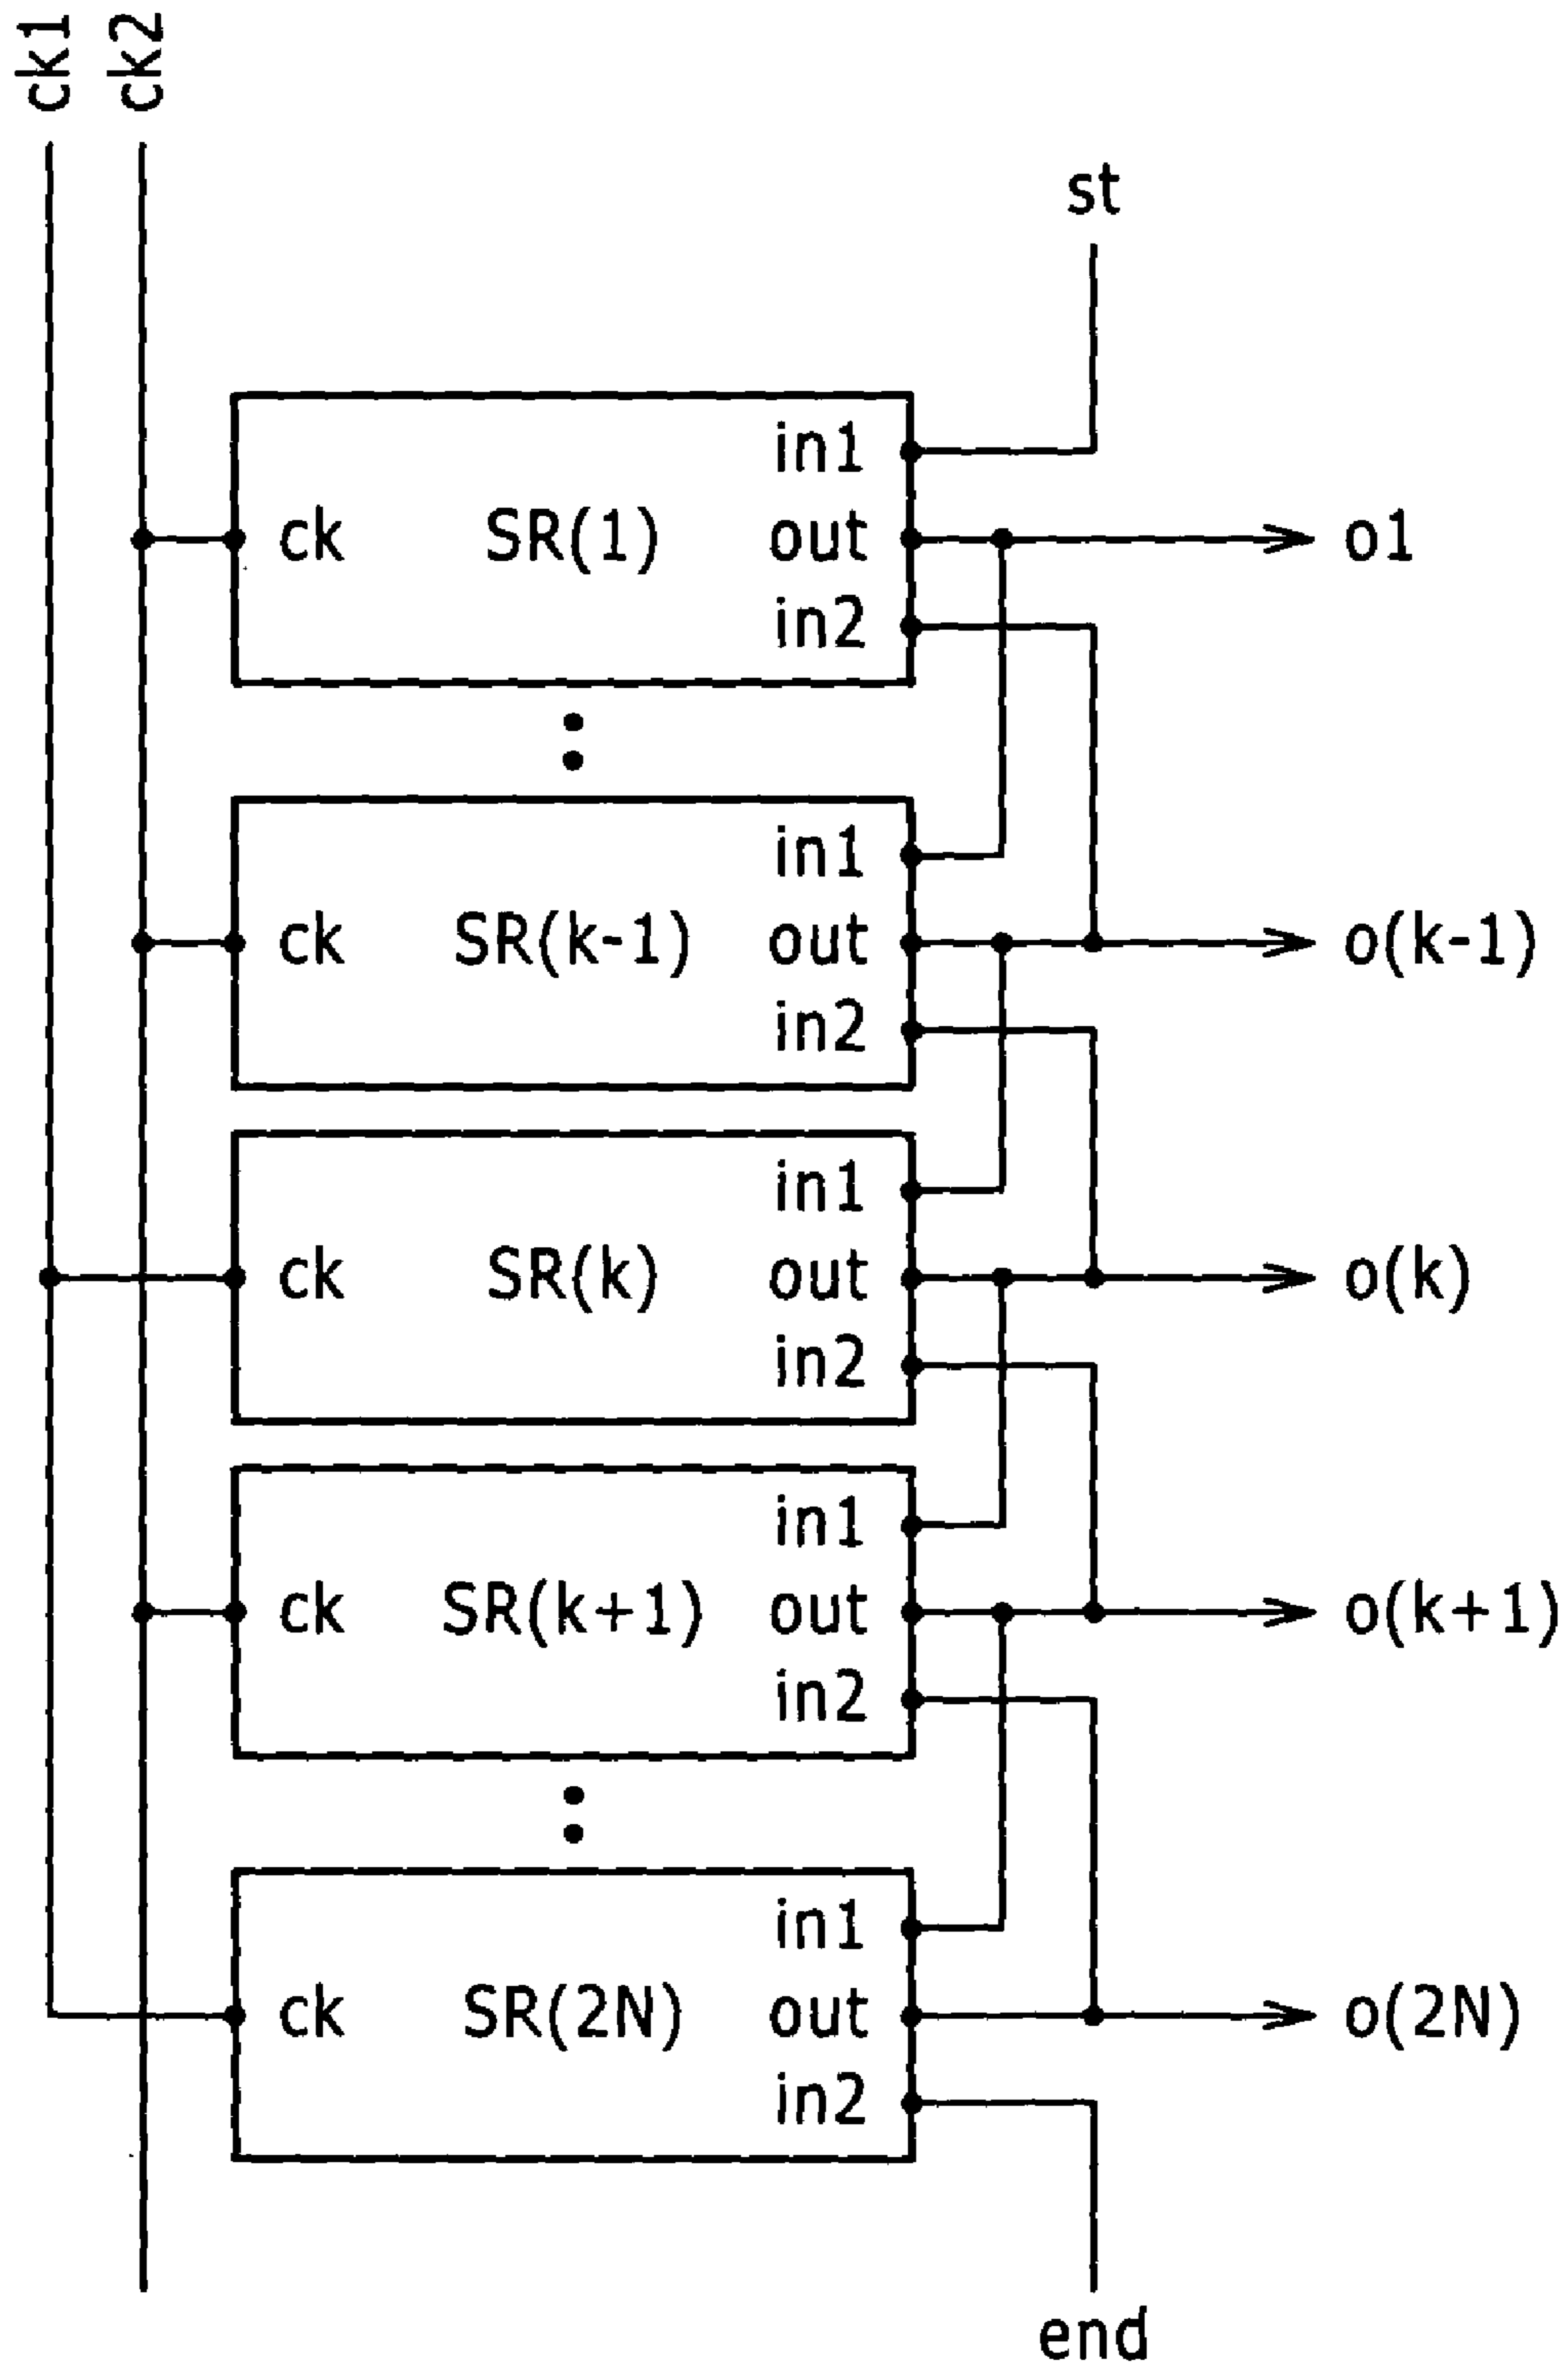 ck1
ck2
st
in1
ck SR(1) out o1
in2
in1
ck SR(k-1) out o(k-1)
in2
in1
ck SR(k) out o(k)
in2
in1
ck SR(k+1) out o(k+1)
in2
in1
ck SR(2N) out o(2N)
in2
end